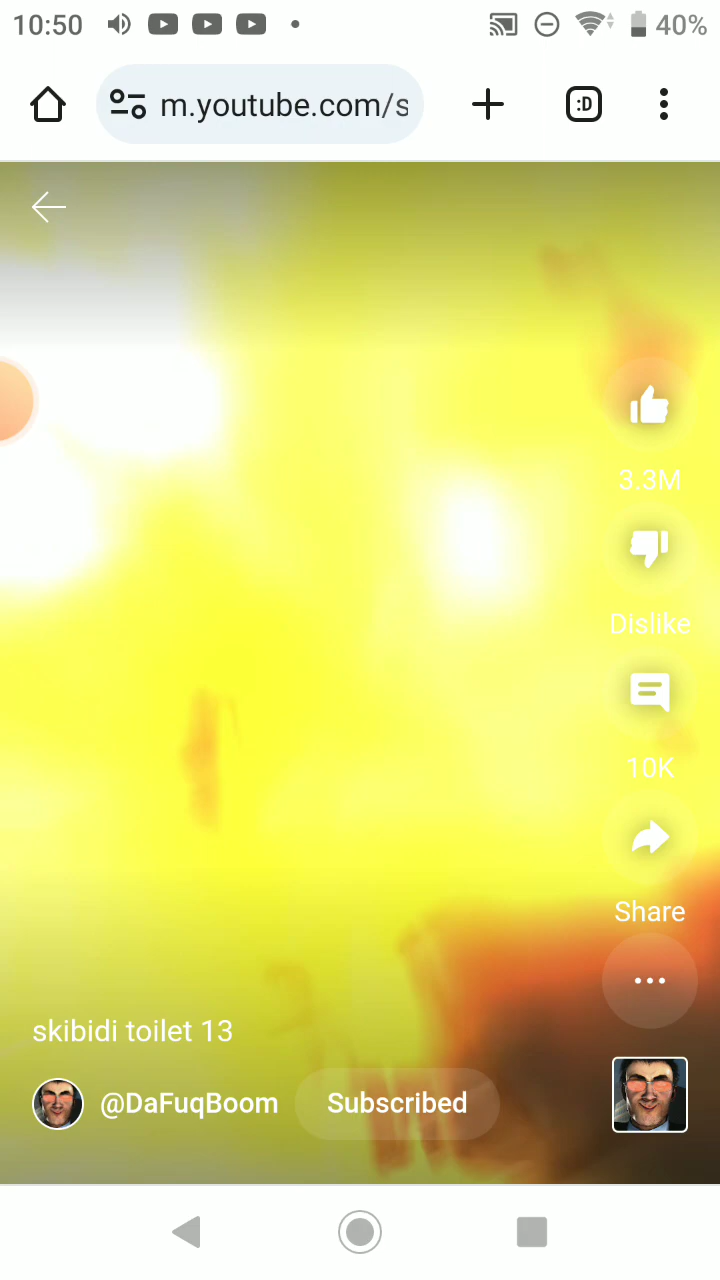 10:50
40%
m.youtube.com/s
:D
3.3M
Dislike
10K
Share
skibidi toilet 13
@DaFuqBoom
Subscribed